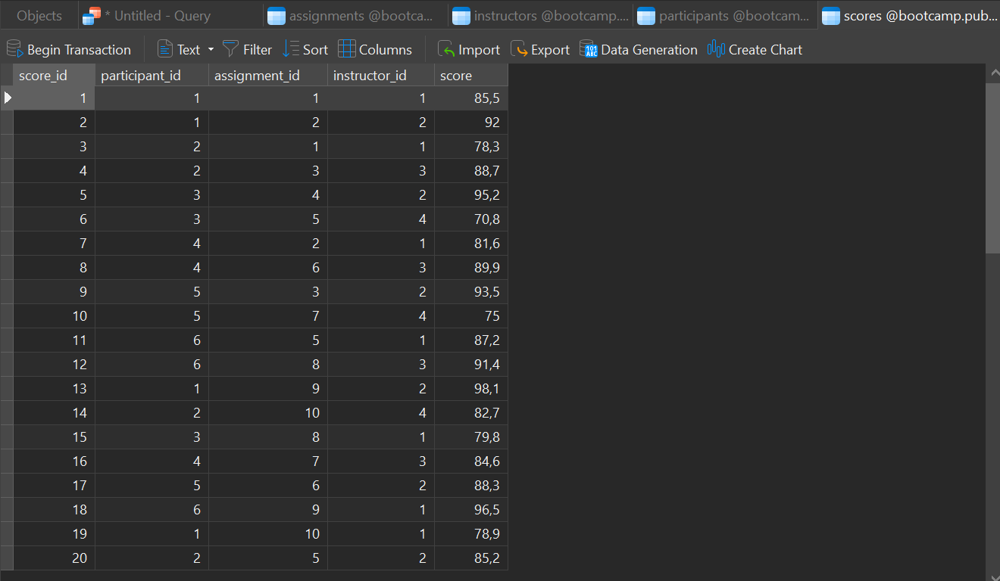 Objects * Untitled - Query assignments @bootca... instructors @bootcamp.... participants @bootcam... scores @bootcamp.pub...
Begin Transaction Text Filter Sort Columns Import Export Data Generation Create Chart
score_id participant_id assignment_id instructor_id score
1 1 1 1 85,5
2 1 2 2 92
3 2 1 1 78,3
4 2 3 3 88,7
5 3 4 2 95,2
6 3 5 4 70,8
7 4 2 1 81,6
8 4 6 3 89,9
9 5 3 2 93,5
10 5 7 4 75
11 6 5 1 87,2
12 6 8 3 91,4
13 1 9 2 98,1
14 2 10 4 82,7
15 3 8 1 79,8
16 4 7 3 84,6
17 5 6 2 88,3
18 6 9 1 96,5
19 1 10 1 78,9
20 2 5 2 85,2